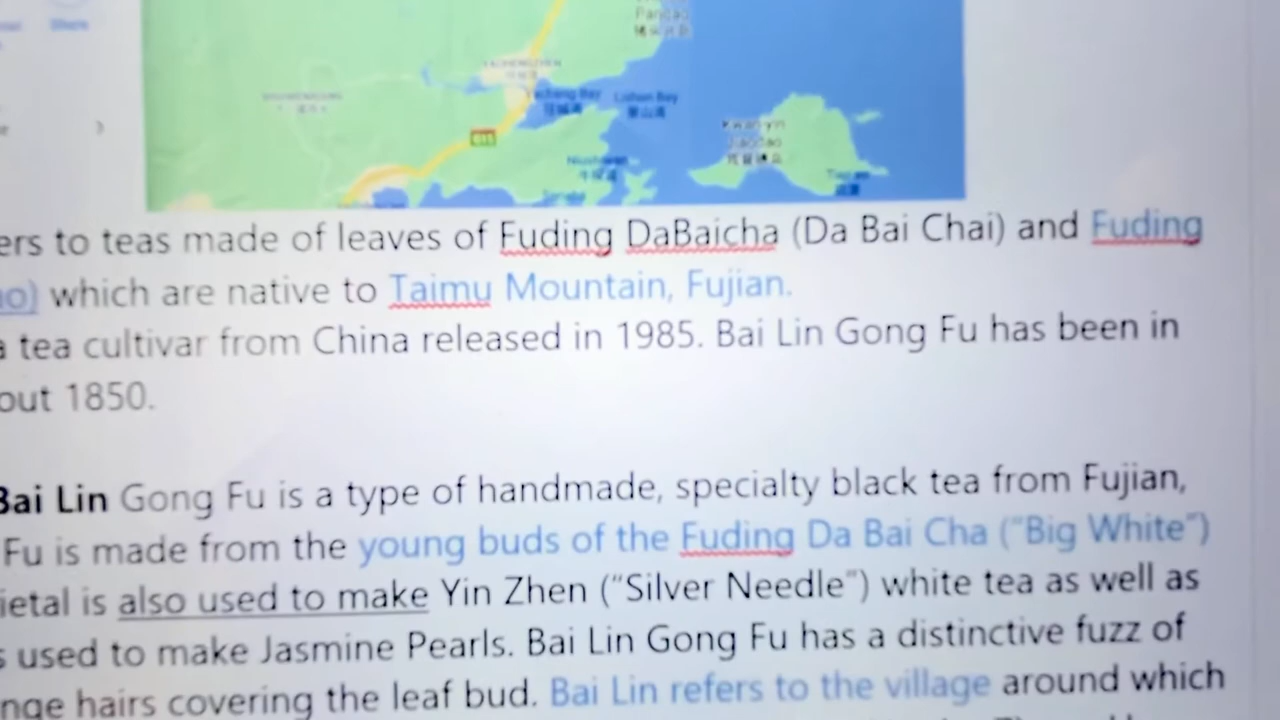 Share
Lishan Bay
G15
ers to teas made of leaves of Fuding DaBaicha (Da Bai Chai) and Fuding
ao) which are native to Taimu Mountain, Fujian.
a tea cultivar from China released in 1985. Bai Lin Gong Fu has been in
out 1850.
Bai Lin Gong Fu is a type of handmade, specialty black tea from Fujian,
Fu is made from the young buds of the Fuding Da Bai Cha ("Big White")
ietal is also used to make Yin Zhen ("Silver Needle") white tea as well as
s used to make Jasmine Pearls. Bai Lin Gong Fu has a distinctive fuzz of
nge hairs covering the leaf bud. Bai Lin refers to the village around which